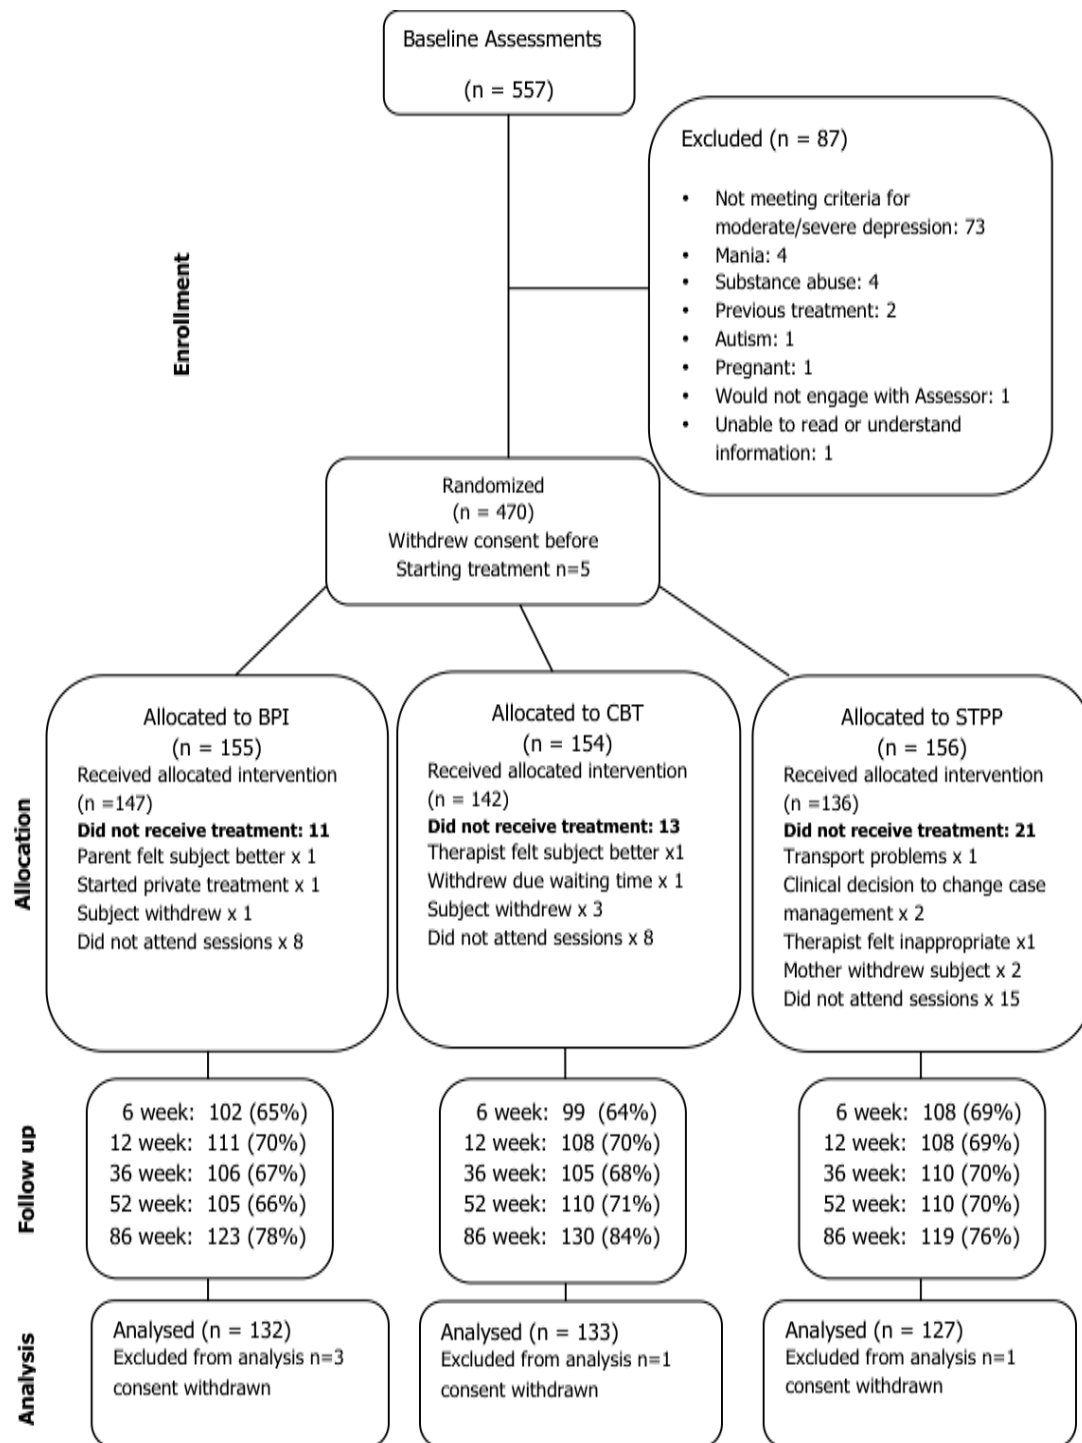 Baseline Assessments
(n = 557)
Enrollment
Excluded (n = 87)
• Not meeting criteria for
moderate/severe depression: 73
• Mania: 4
• Substance abuse: 4
• Previous treatment: 2
• Autism: 1
• Pregnant: 1
• Would not engage with Assessor: 1
• Unable to read or understand
information: 1
Randomized
(n = 470)
Withdrew consent before
Starting treatment n=5
Allocation
Allocated to BPI
(n = 155)
Received allocated intervention
(n =147)
Did not receive treatment: 11
Parent felt subject better x 1
Started private treatment x 1
Subject withdrew x 1
Did not attend sessions x 8
Allocated to CBT
(n = 154)
Received allocated intervention
(n = 142)
Did not receive treatment: 13
Therapist felt subject better x1
Withdrew due waiting time x 1
Subject withdrew x 3
Did not attend sessions x 8
Allocated to STPP
(n = 156)
Received allocated intervention
(n =136)
Did not receive treatment: 21
Transport problems x 1
Clinical decision to change case
management x 2
Therapist felt inappropriate x1
Mother withdrew subject x 2
Did not attend sessions x 15
Follow up
6 week: 102 (65%)
12 week: 111 (70%)
36 week: 106 (67%)
52 week: 105 (66%)
86 week: 123 (78%)
6 week: 99 (64%)
12 week: 108 (70%)
36 week: 105 (68%)
52 week: 110 (71%)
86 week: 130 (84%)
6 week: 108 (69%)
12 week: 108 (69%)
36 week: 110 (70%)
52 week: 110 (70%)
86 week: 119 (76%)
Analysis
Analysed (n = 132)
Excluded from analysis n=3
consent withdrawn
Analysed (n = 133)
Excluded from analysis n=1
consent withdrawn
Analysed (n = 127)
Excluded from analysis n=1
consent withdrawn